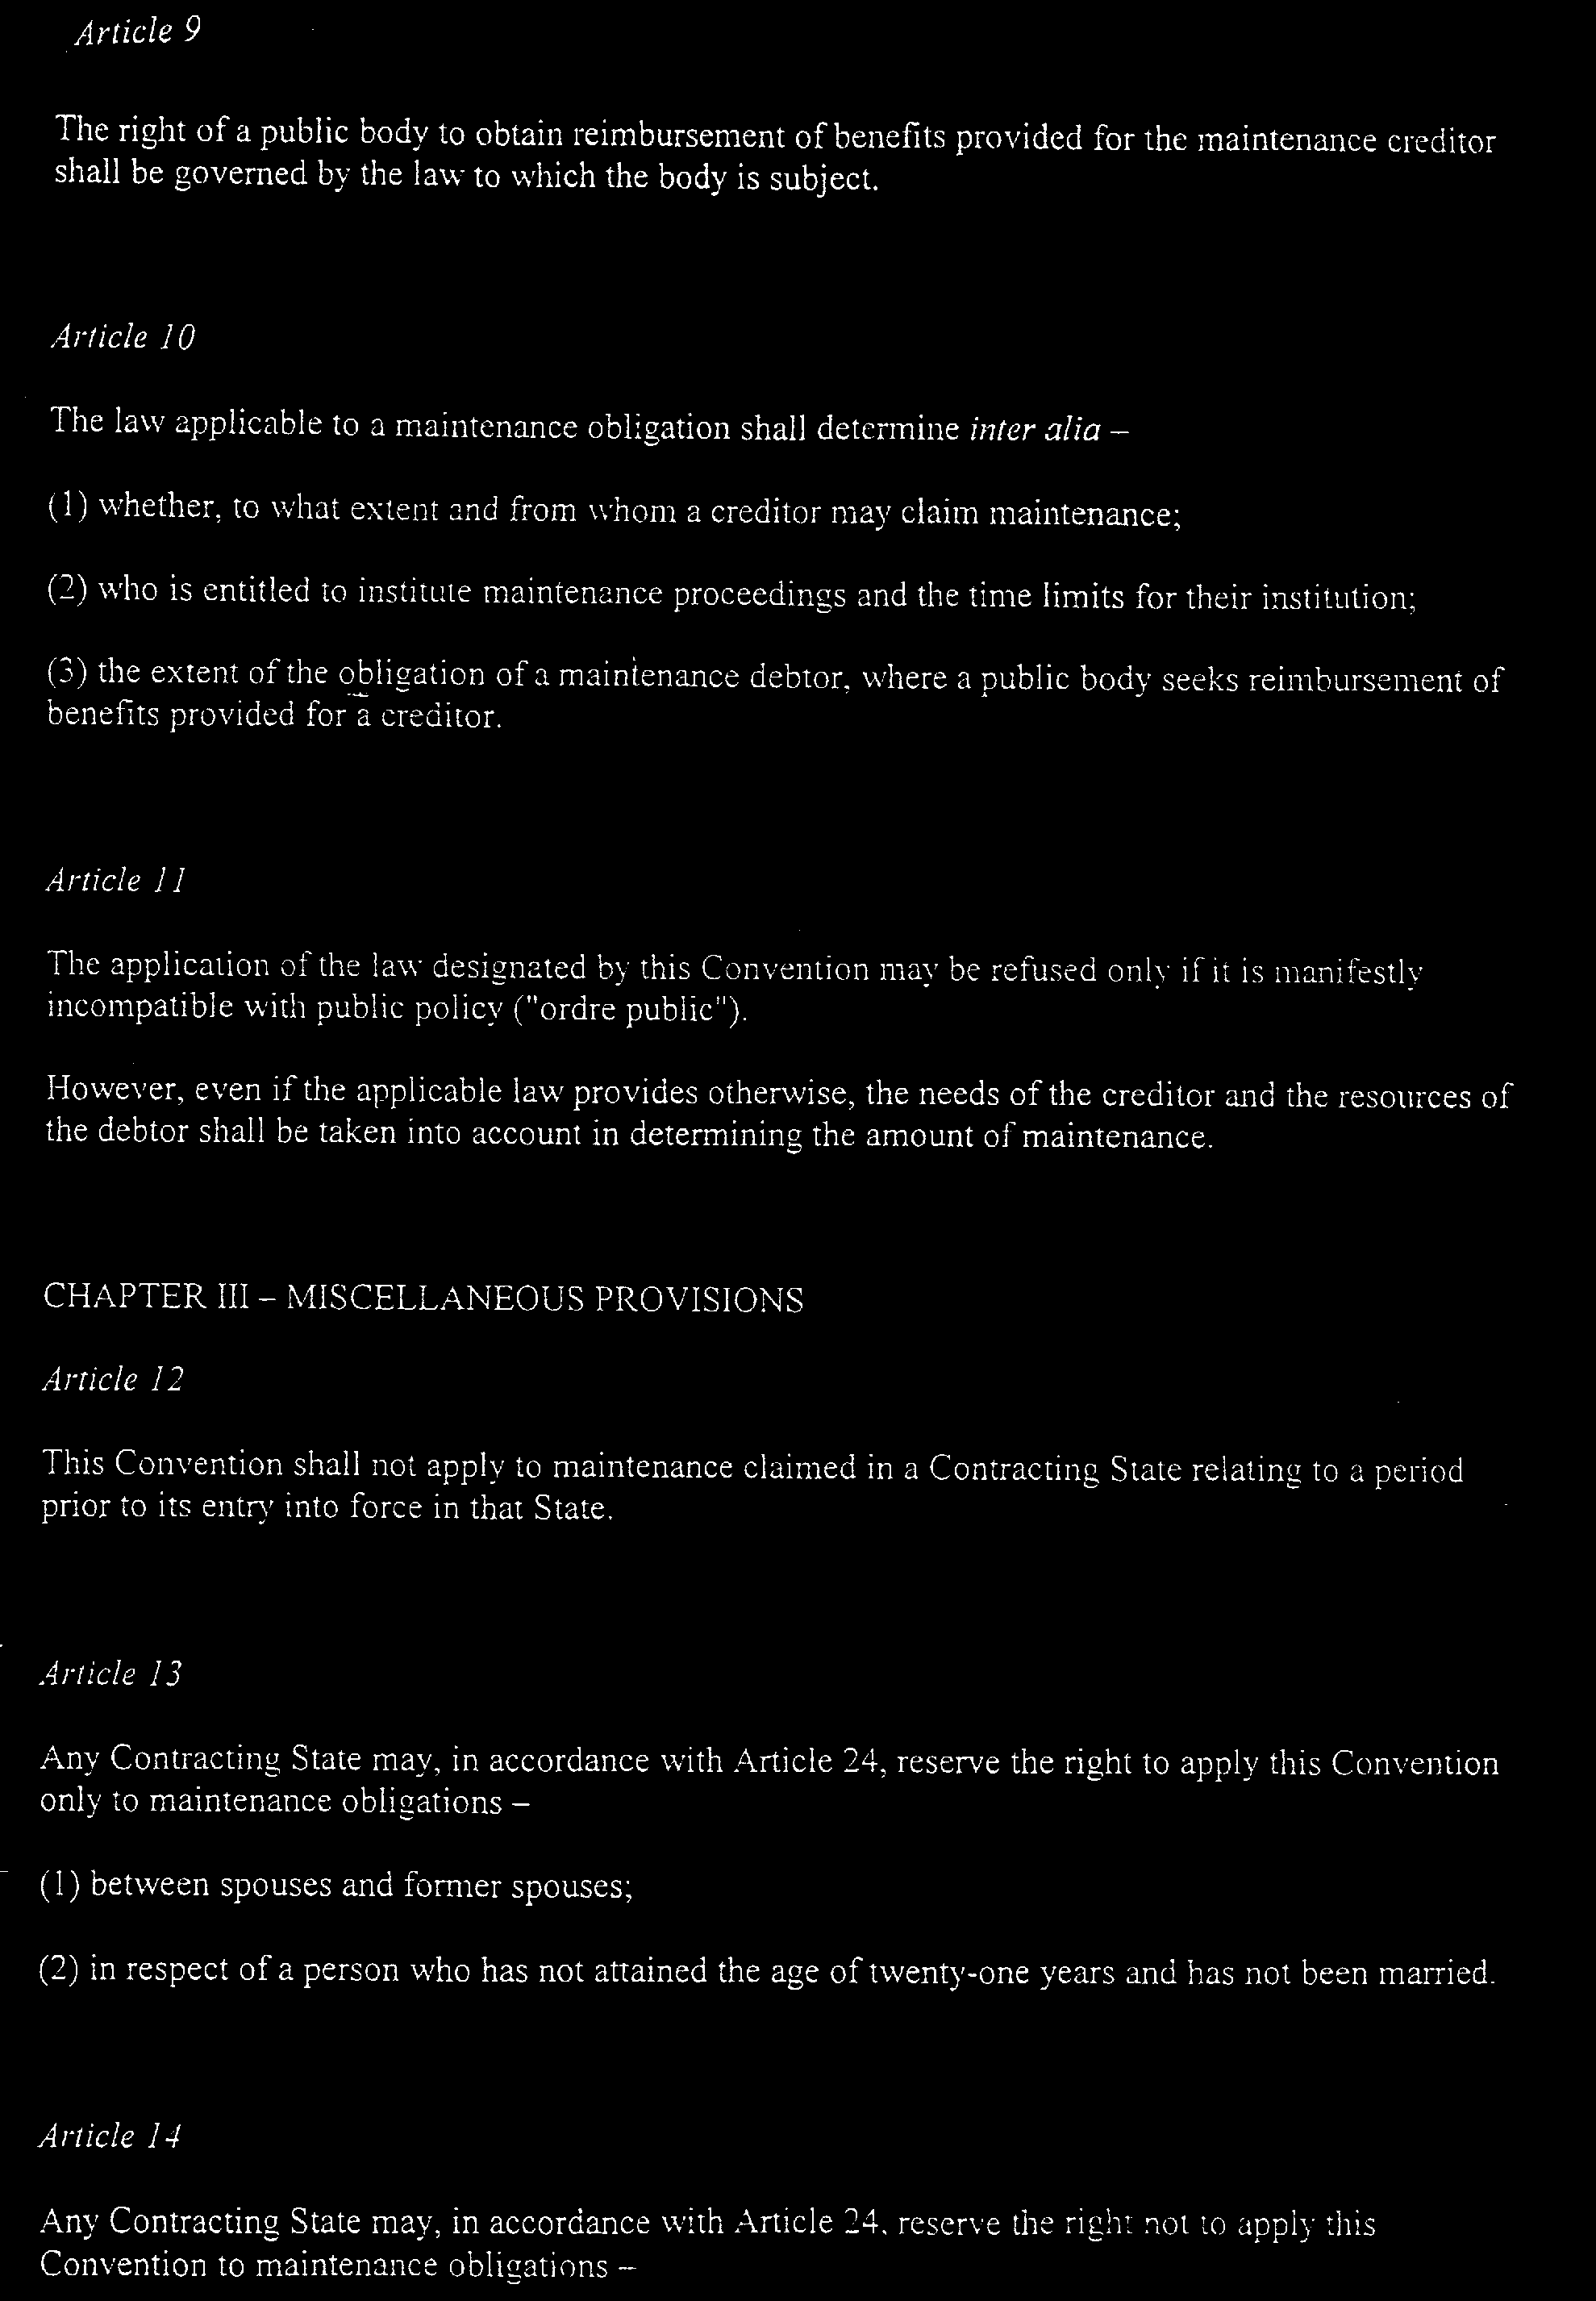 Article 9
The right of a public body to obtain reimbursement of benefits provided for the maintenance creditor
shall be governed by the law to which the body is subject.
Article 10
The law applicable to a maintenance obligation shall determine inter alia –
(1) whether, to what extent and from whom a creditor may claim maintenance;
(2) who is entitled to institute maintenance proceedings and the time limits for their institution;
(3) the extent of the obligation of a maintenance debtor, where a public body seeks reimbursement of
benefits provided for a creditor.
Article 11
The application of the law designated by this Convention may be refused only if it is manifestly
incompatible with public policy ("ordre public").
However, even if the applicable law provides otherwise, the needs of the creditor and the resources of
the debtor shall be taken into account in determining the amount of maintenance.
CHAPTER III – MISCELLANEOUS PROVISIONS
Article 12
This Convention shall not apply to maintenance claimed in a Contracting State relating to a period
prior to its entry into force in that State.
Article 13
Any Contracting State may, in accordance with Article 24, reserve the right to apply this Convention
only to maintenance obligations –
(1) between spouses and former spouses;
(2) in respect of a person who has not attained the age of twenty-one years and has not been married.
Article 14
Any Contracting State may, in accordance with Article 24, reserve the right not to apply this
Convention to maintenance obligations –